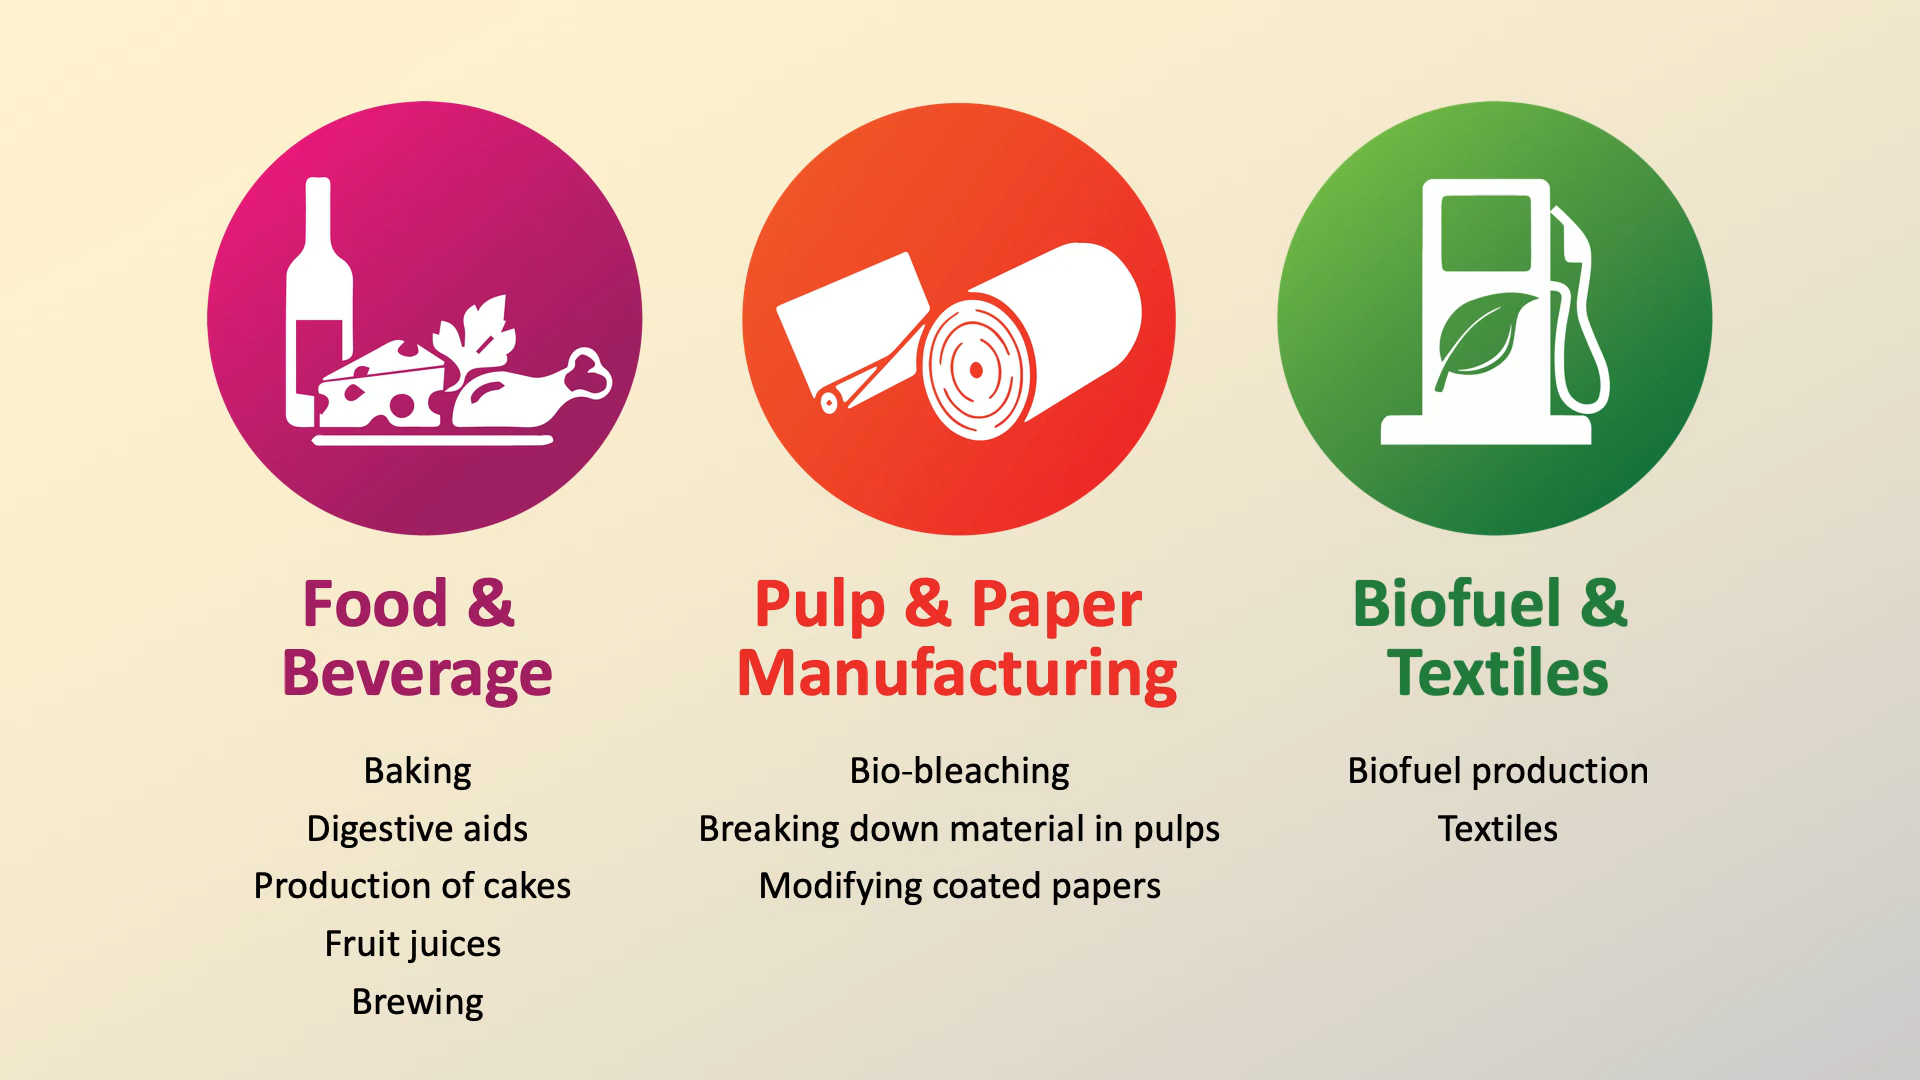 Food &
Beverage
Baking
Digestive aids
Production of cakes
Fruit juices
Brewing
Pulp & Paper
Manufacturing
Bio-bleaching
Breaking down material in pulps
Modifying coated papers
Biofuel &
Textiles
Biofuel production
Textiles